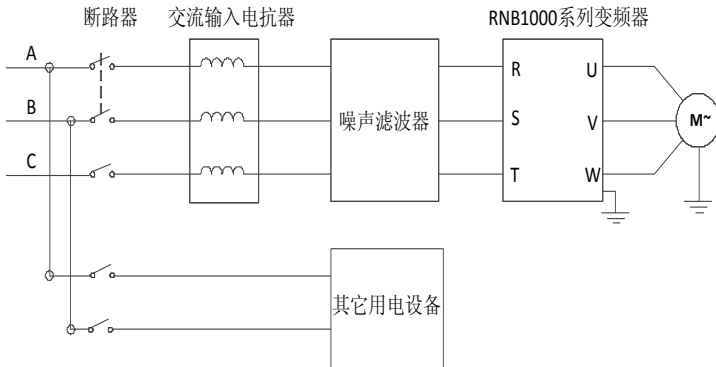 断路器 交流输入电抗器 RNB1000系列变频器
A
B
C
噪声滤波器
R U
S V
T W
M~
其它用电设备